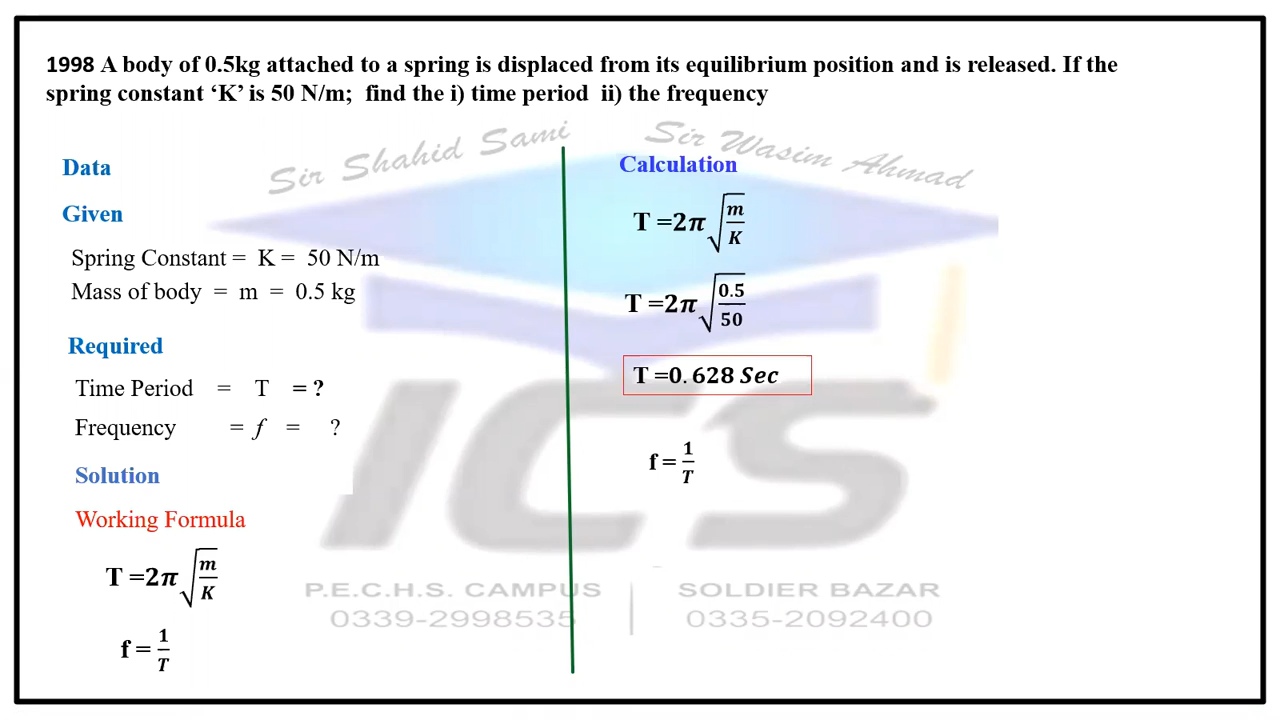 1998 A body of 0.5kg attached to a spring is displaced from its equilibrium position and is released. If the
spring constant ‘K’ is 50 N/m;  find the i) time period  ii) the frequency
Sir Shahid Sami
Sir Wasim Ahmad
Data
Given
Spring Constant = K = 50 N/m
Mass of body = m = 0.5 kg
Required
Time Period = T = ?
Frequency = f = ?
Solution
Working Formula
T =2π √(m/K)
f = 1/T
Calculation
T =2π √(m/K)
T =2π √(0.5/50)
T =0.628 Sec
f = 1/T
ICS
P.E.C.H.S. CAMPUS
0339-2998535
SOLDIER BAZAR
0335-2092400